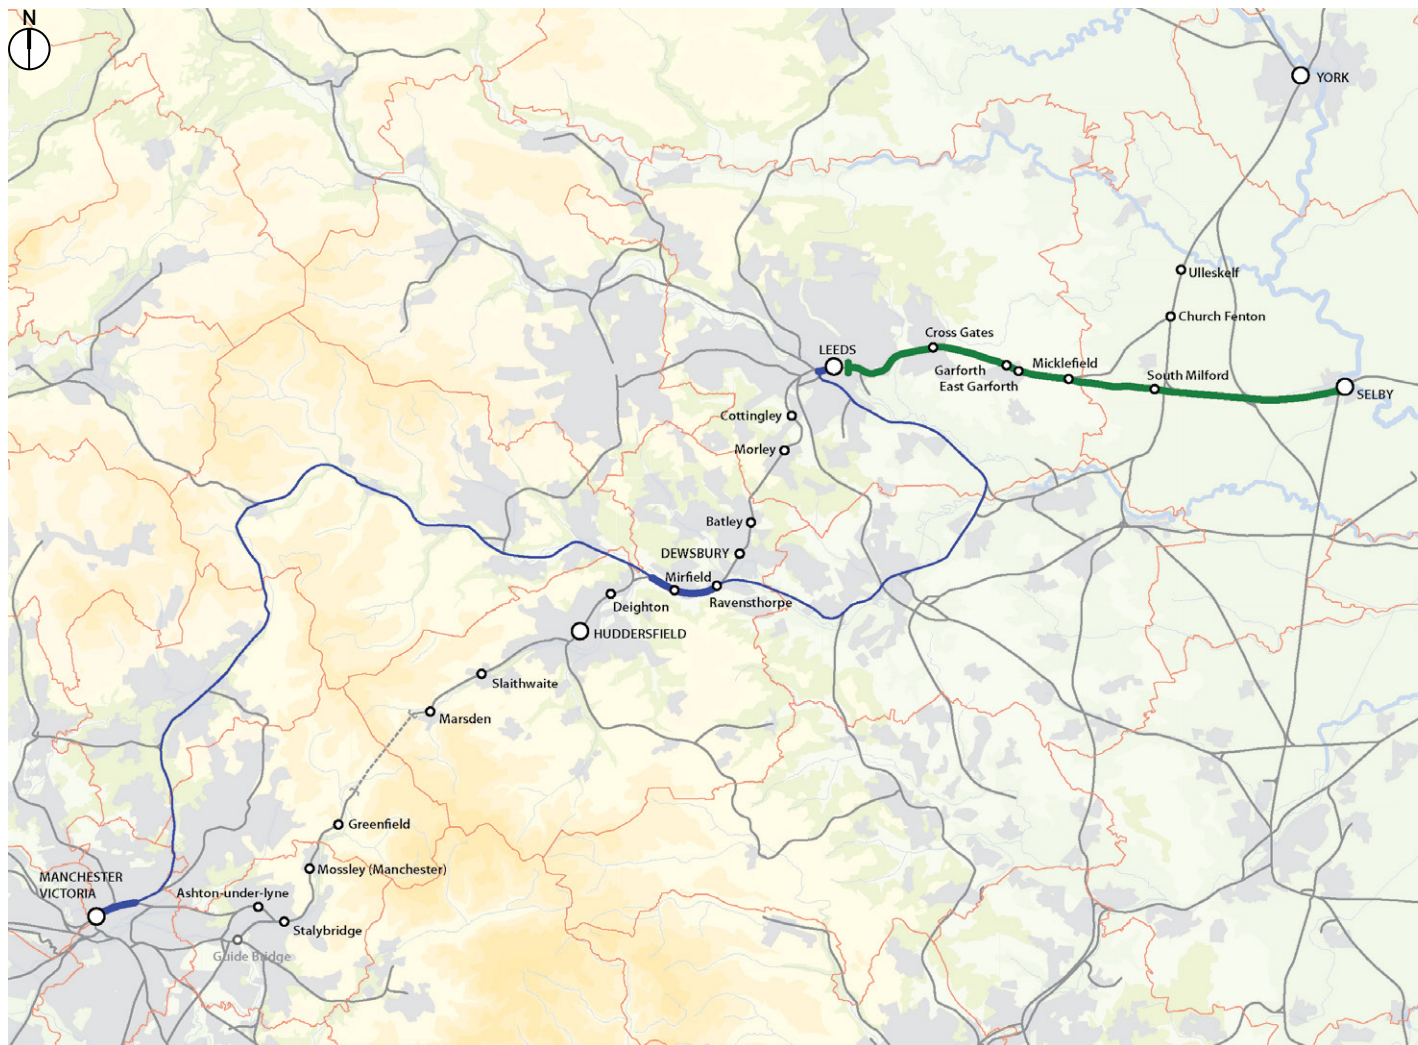 N
YORK
Ulleskelf
Church Fenton
Cross Gates
LEEDS
Garforth
Micklefield
East Garforth
South Milford
SELBY
Cottingley
Morley
Batley
DEWSBURY
Mirfield
Ravensthorpe
Deighton
HUDDERSFIELD
Slaithwaite
Marsden
Greenfield
Mossley (Manchester)
MANCHESTER
VICTORIA
Ashton-under-lyne
Stalybridge
Guide Bridge